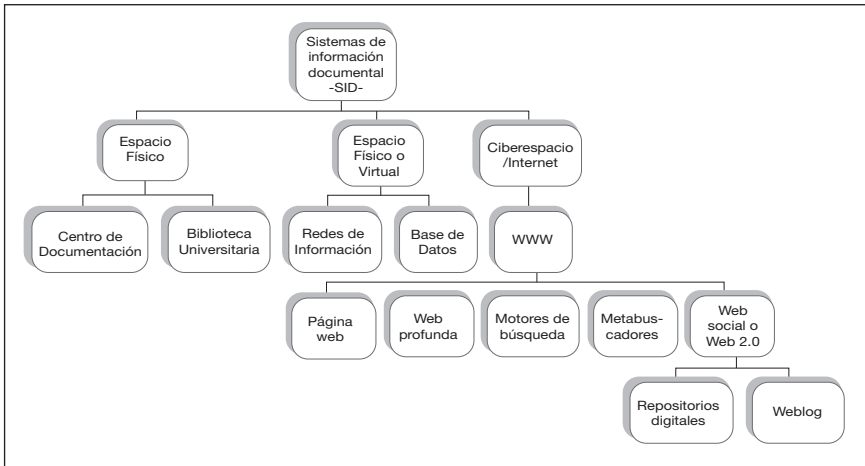 Sistemas de
información
documental
-SID-
Espacio
Físico
Espacio
Físico o
Virtual
Ciberespacio
/Internet
Centro de
Documentación
Biblioteca
Universitaria
Redes de
Información
Base de
Datos
WWW
Página
web
Web
profunda
Motores de
búsqueda
Metabus-
cadores
Web
social o
Web 2.0
Repositorios
digitales
Weblog